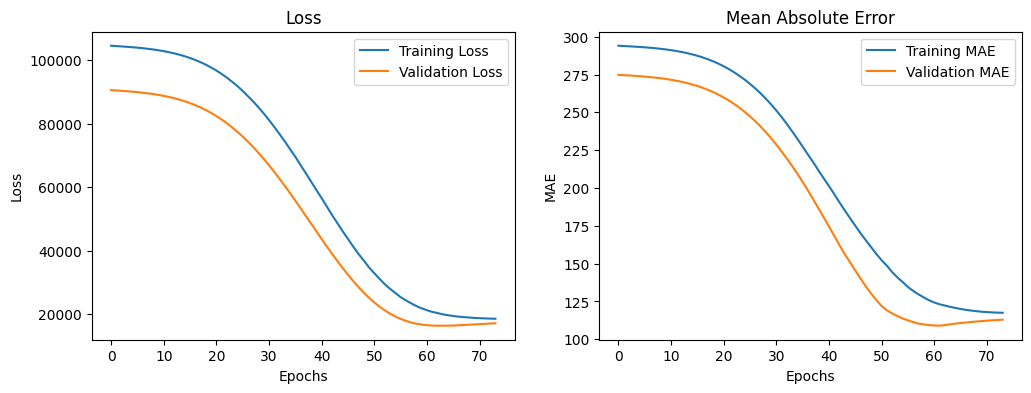 Loss
Training Loss
Validation Loss
100000
80000
60000
40000
20000
Loss
0 10 20 30 40 50 60 70
Epochs
Mean Absolute Error
Training MAE
Validation MAE
300
275
250
225
200
175
150
125
100
MAE
0 10 20 30 40 50 60 70
Epochs